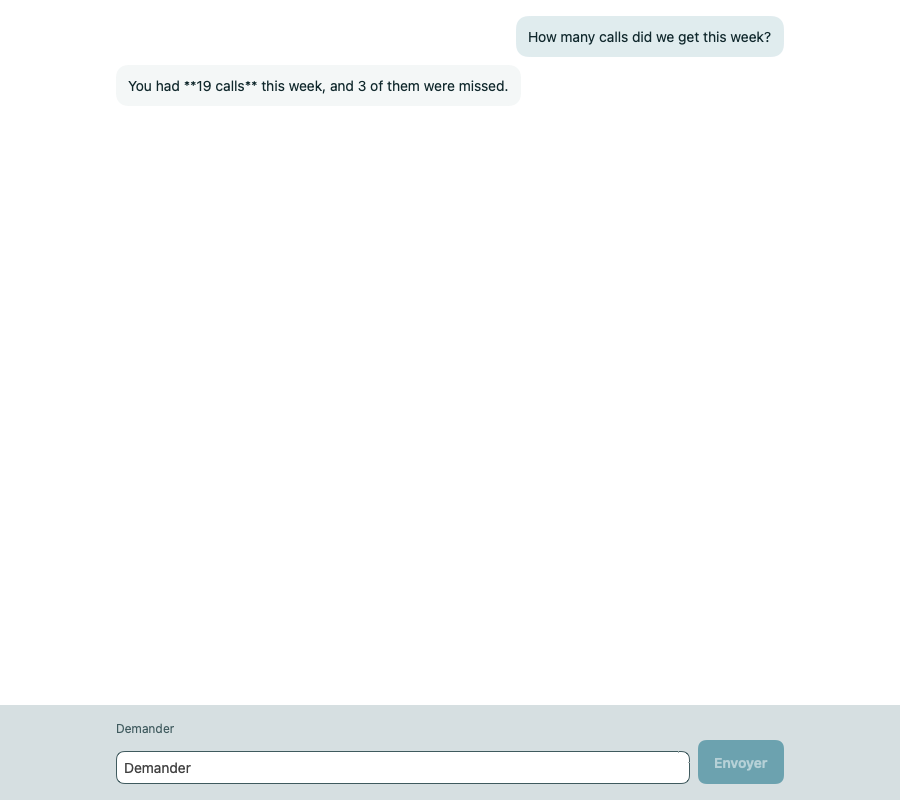 How many calls did we get this week?
You had **19 calls** this week, and 3 of them were missed.
Demander
Demander
Envoyer